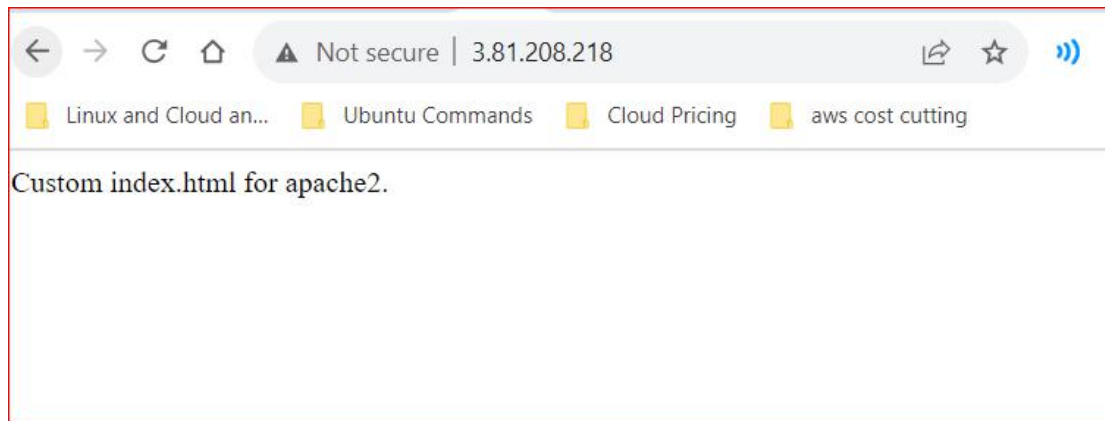 Not secure | 3.81.208.218
Linux and Cloud an... Ubuntu Commands Cloud Pricing aws cost cutting
Custom index.html for apache2.